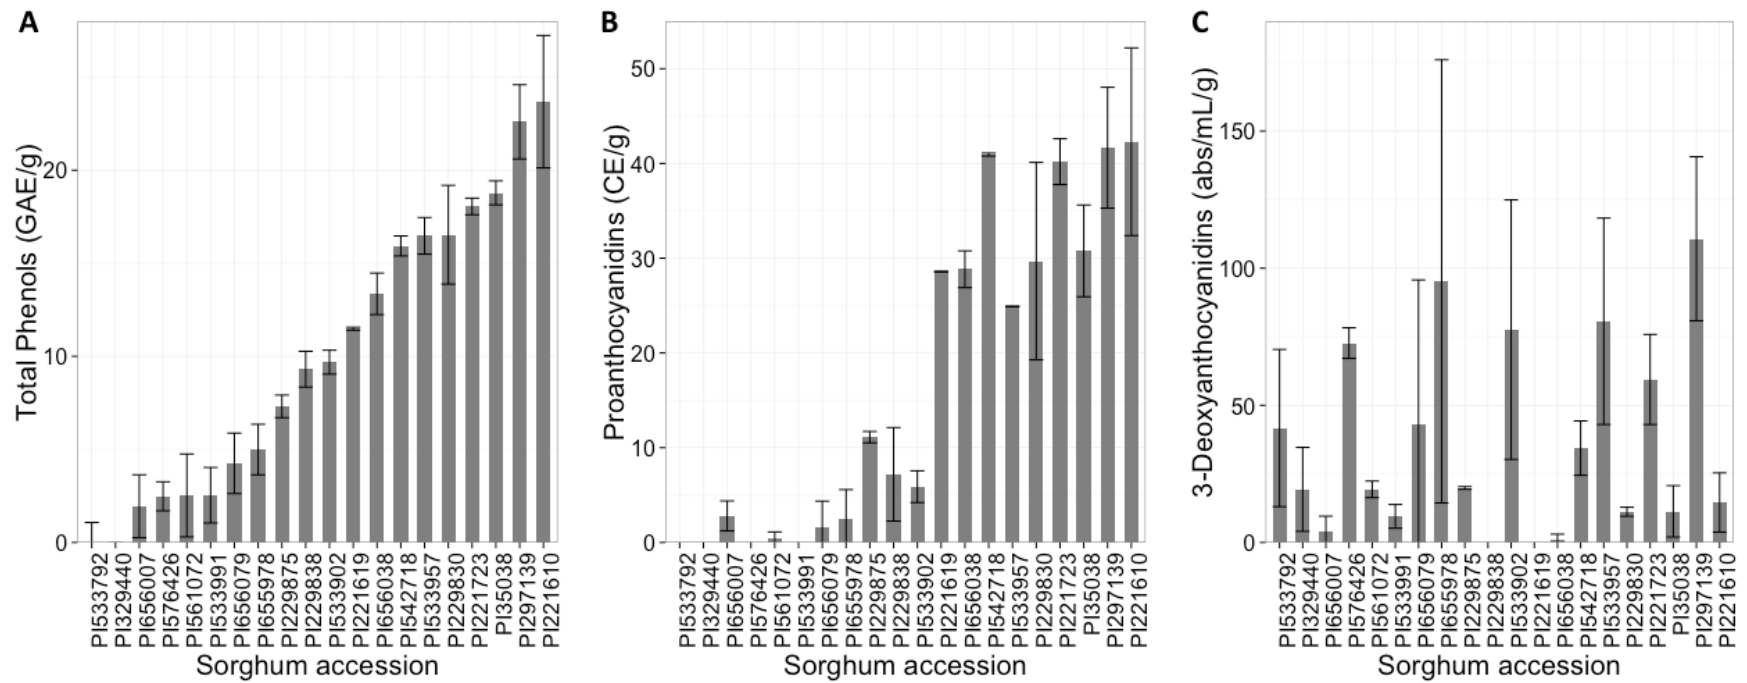 A
Total Phenols (GAE/g)
20
10
0
PI533792
PI329440
PI656007
PI576426
PI561072
PI533991
PI656079
PI655978
PI229875
PI229838
PI533902
PI221619
PI656038
PI542718
PI533957
PI229830
PI221723
PI35038
PI297139
PI221610
Sorghum accession
B
Proanthocyanidins (CE/g)
50
40
30
20
10
0
PI533792
PI329440
PI656007
PI576426
PI561072
PI533991
PI656079
PI655978
PI229875
PI229838
PI533902
PI221619
PI656038
PI542718
PI533957
PI229830
PI221723
PI35038
PI297139
PI221610
Sorghum accession
C
3-Deoxyanthocyanidins (abs/mL/g)
150
100
50
0
PI533792
PI329440
PI656007
PI576426
PI561072
PI533991
PI656079
PI655978
PI229875
PI229838
PI533902
PI221619
PI656038
PI542718
PI533957
PI229830
PI221723
PI35038
PI297139
PI221610
Sorghum accession